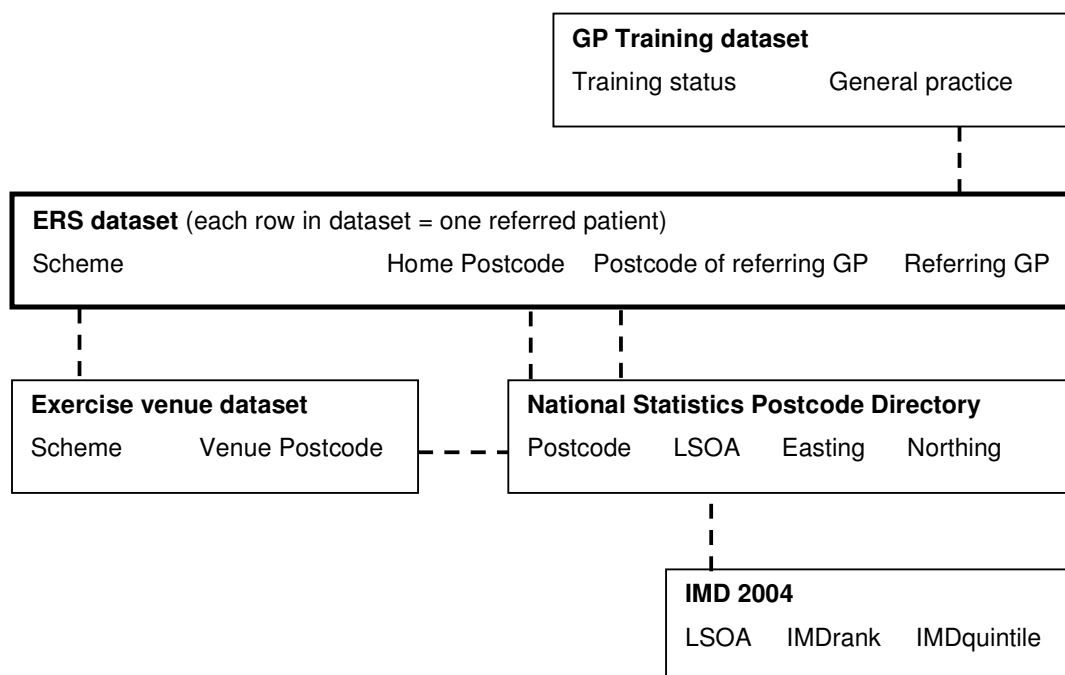 GP Training dataset
Training status General practice
ERS dataset (each row in dataset = one referred patient)
Scheme Home Postcode Postcode of referring GP Referring GP
Exercise venue dataset
Scheme Venue Postcode
National Statistics Postcode Directory
Postcode LSOA Easting Northing
IMD 2004
LSOA IMDrank IMDquintile